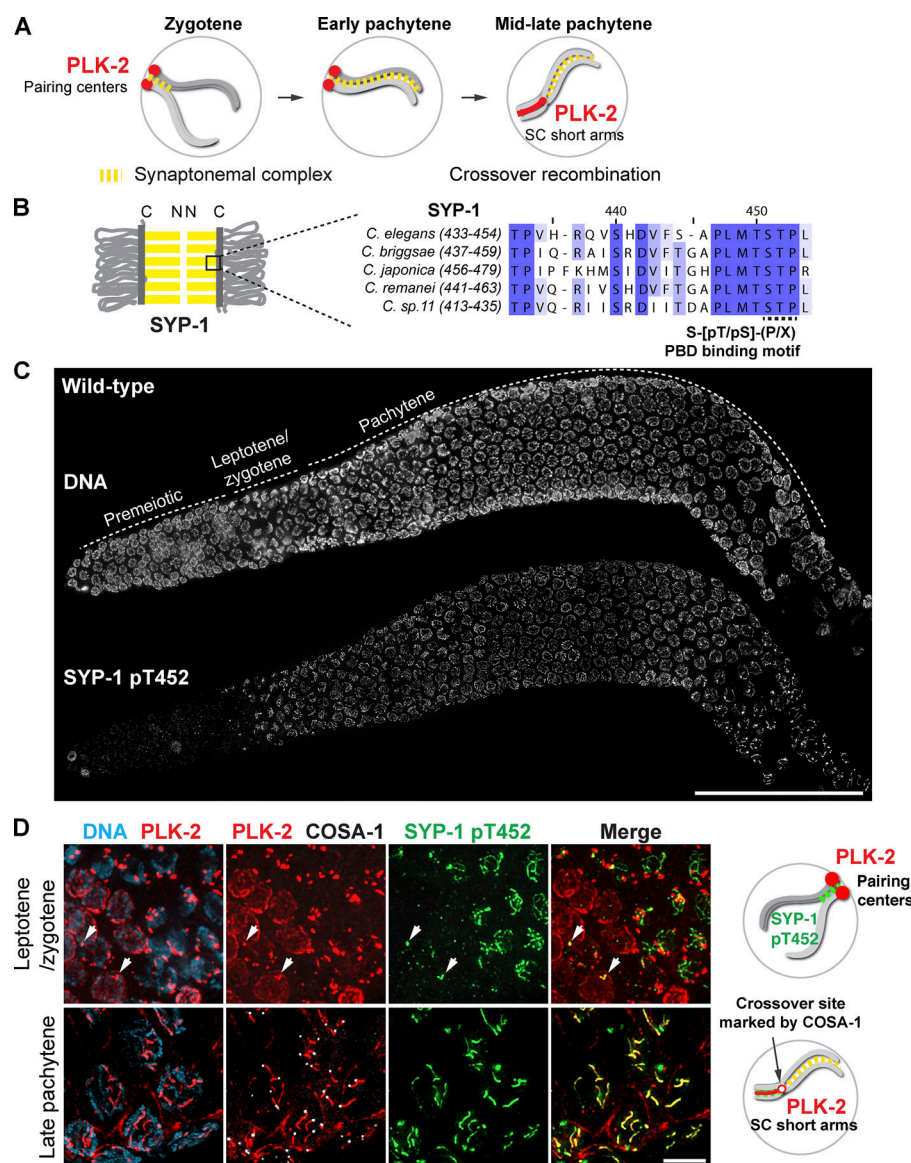 A
Zygotene
Early pachytene
Mid-late pachytene
PLK-2
Pairing centers
PLK-2
SC short arms
Synaptonemal complex
Crossover recombination
B
C N N C
SYP-1
SYP-1
440 450
C. elegans (433-454) T P V H - R Q V S H D V F S - A P L M T S T P L
C. briggsae (437-459) T P I Q - R A I S R D V F T G A P L M T S T P L
C. japonica (456-479) T P I P F K H M S I D V I T G H P L M T S T P R
C. remanei (441-463) T P V Q - R I V S H D V F T G A P L M T S T P L
C. sp.11 (413-435) T P V Q - R I I S R D I I T D A P L M T S T P L
S-[pT/pS]-(P/X)
PBD binding motif
C
Wild-type
DNA
Premeiotic
Leptotene/
zygotene
Pachytene
SYP-1 pT452
D
DNA PLK-2
PLK-2 COSA-1
SYP-1 pT452
Merge
Leptotene
/zygotene
PLK-2
Pairing
centers
SYP-1
pT452
Late pachytene
Crossover site
marked by COSA-1
PLK-2
SC short arms